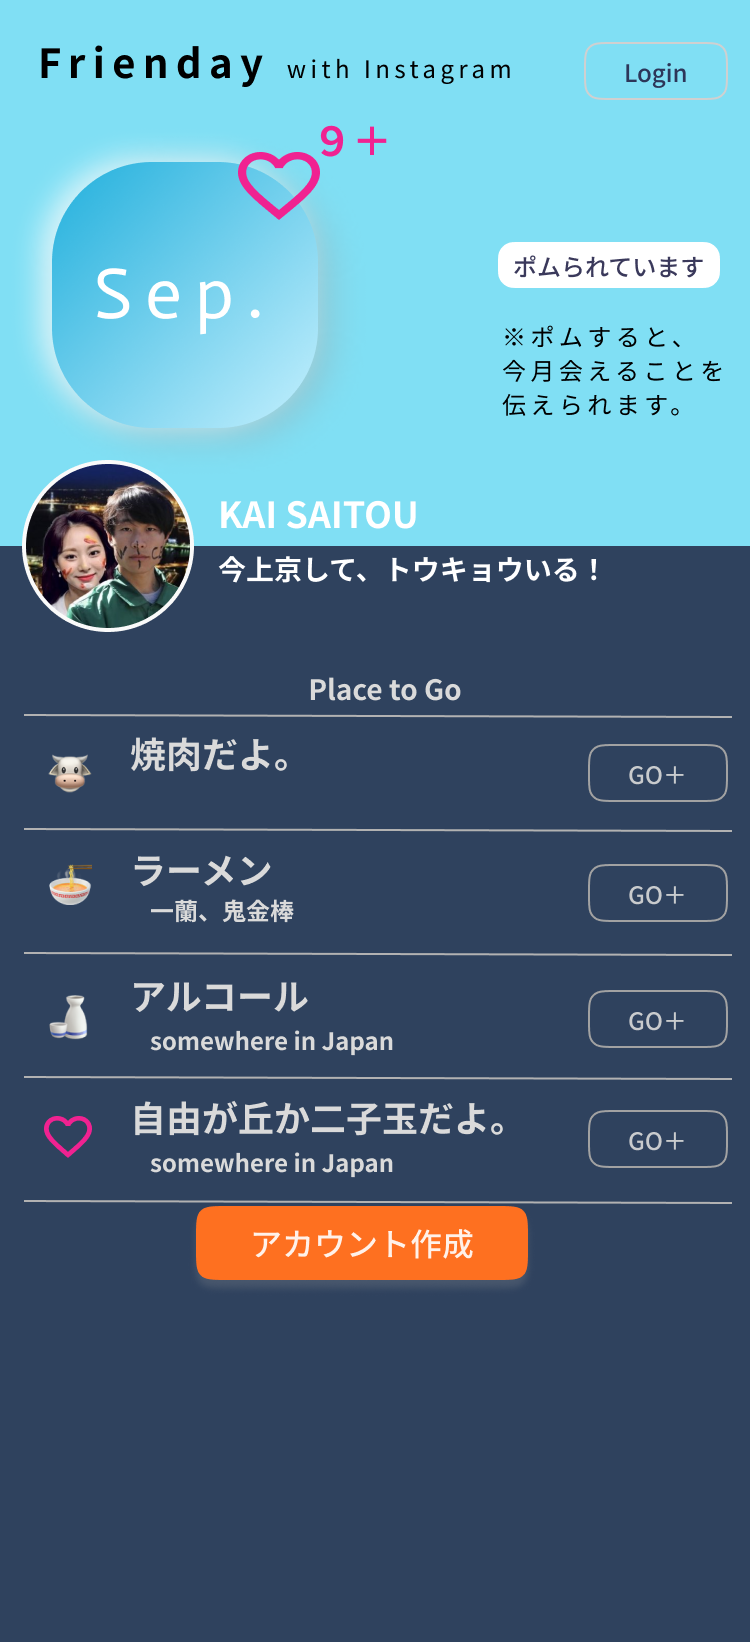 Frienday with Instagram
Login
9+
Sep.
ポムられています
※ポムすると、
今月会えることを
伝えられます。
KAI SAITOU
今上京して、トウキョウいる！
Place to Go
焼肉だよ。
GO+
ラーメン
一蘭、鬼金棒
GO+
アルコール
somewhere in Japan
GO+
自由が丘か二子玉だよ。
somewhere in Japan
GO+
アカウント作成